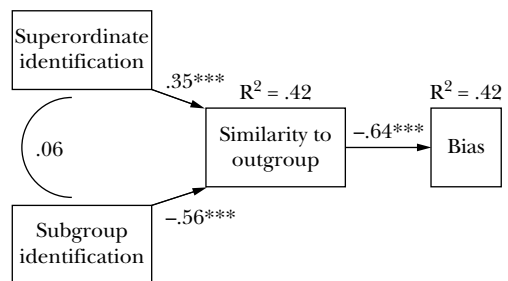 Superordinate
identification
.35***
R² = .42
R² = .42
.06
Similarity to
outgroup
–.64***
Bias
–.56***
Subgroup
identification